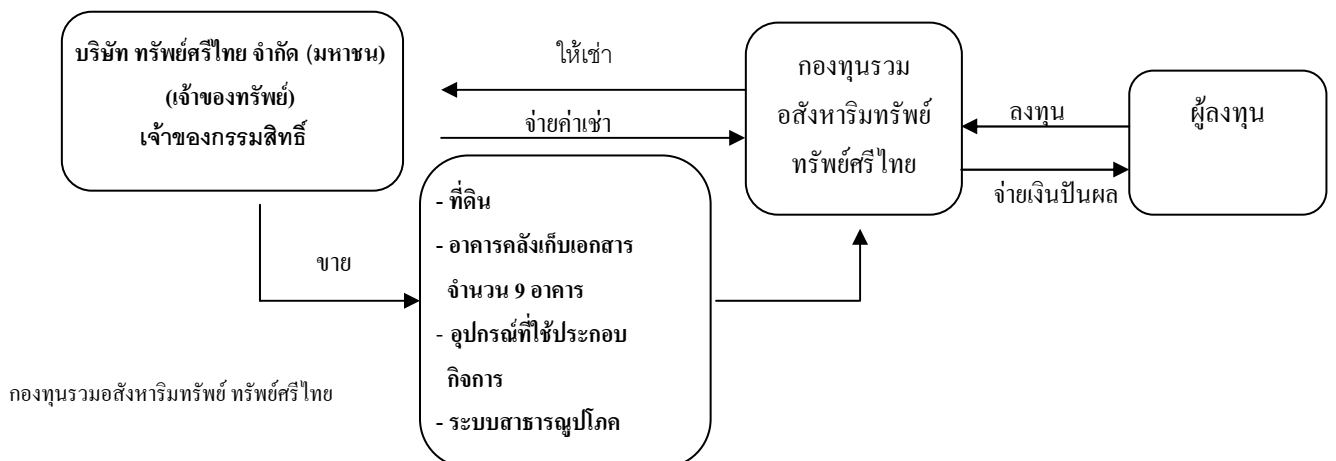 บริษัท ทรัพย์ศรีไทย จำกัด (มหาชน)
(เจ้าของทรัพย์)
เจ้าของกรรมสิทธิ์
ให้เช่า
จ่ายค่าเช่า
กองทุนรวม
อสังหาริมทรัพย์
ทรัพย์ศรีไทย
ลงทุน
จ่ายเงินปันผล
ผู้ลงทุน
ขาย
- ที่ดิน
- อาคารคลังเก็บเอกสาร
จำนวน 9 อาคาร
- อุปกรณ์ที่ใช้ประกอบ
กิจการ
- ระบบสาธารณูปโภค
กองทุนรวมอสังหาริมทรัพย์ ทรัพย์ศรีไทย